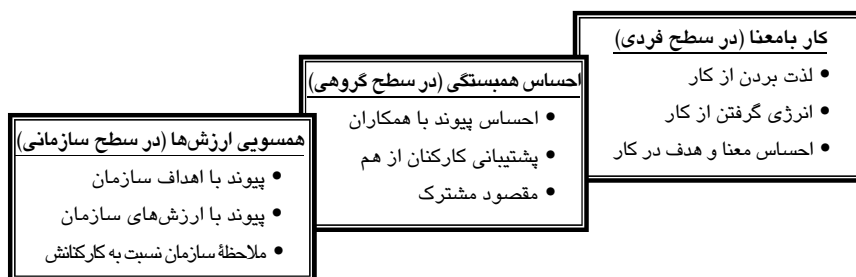 کار بامعنا (در سطح فردی)
• لذت بردن از کار
• انرژی گرفتن از کار
• احساس معنا و هدف در کار
احساس همبستگی (در سطح گروهی)
• احساس پیوند با همکاران
• پشتیبانی کارکنان از هم
• مقصود مشترک
همسویی ارزش‌ها (در سطح سازمانی)
• پیوند با اهداف سازمان
• پیوند با ارزش‌های سازمان
• ملاحظهٔ سازمان نسبت به کارکنانش